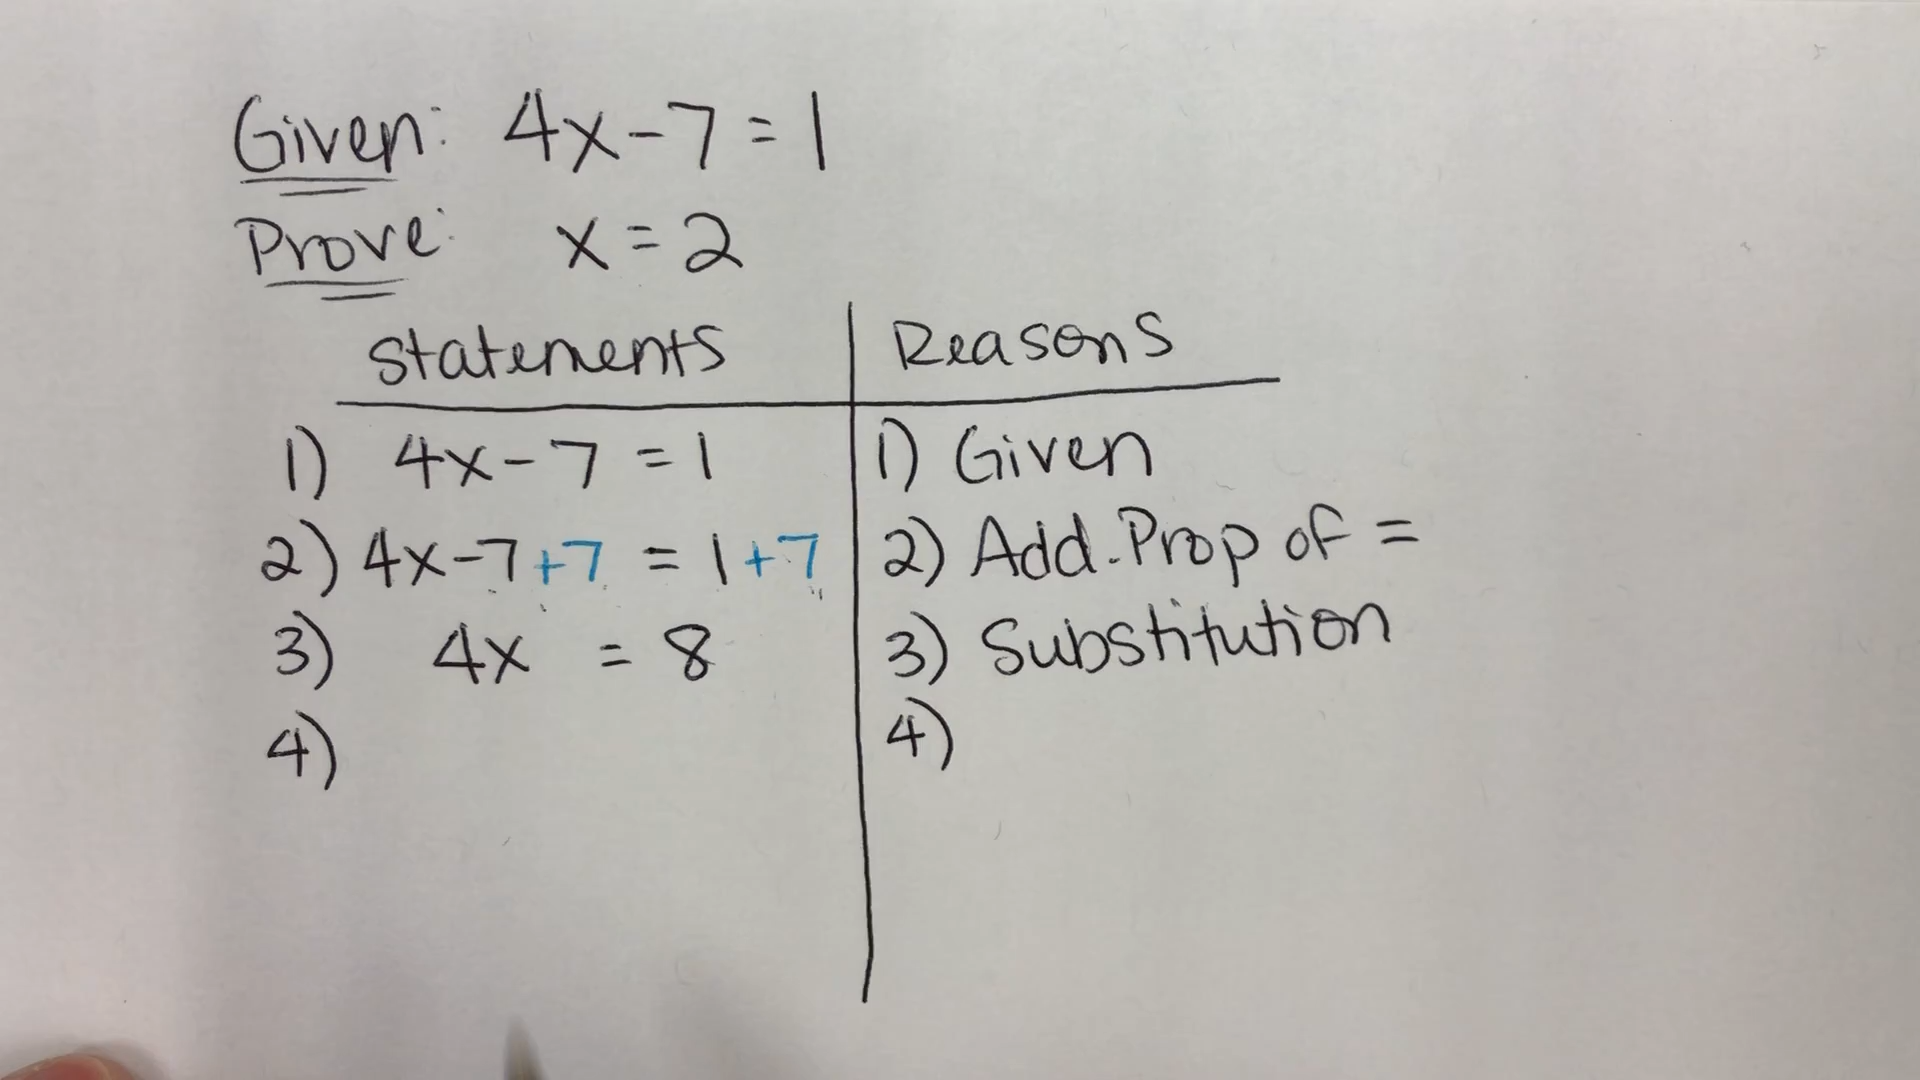 Given: 4x-7=1
Prove: x=2
Statements Reasons
1) 4x-7=1 1) Given
2) 4x-7+7=1+7 2) Add. Prop of =
3) 4x=8 3) Substitution
4) 4)